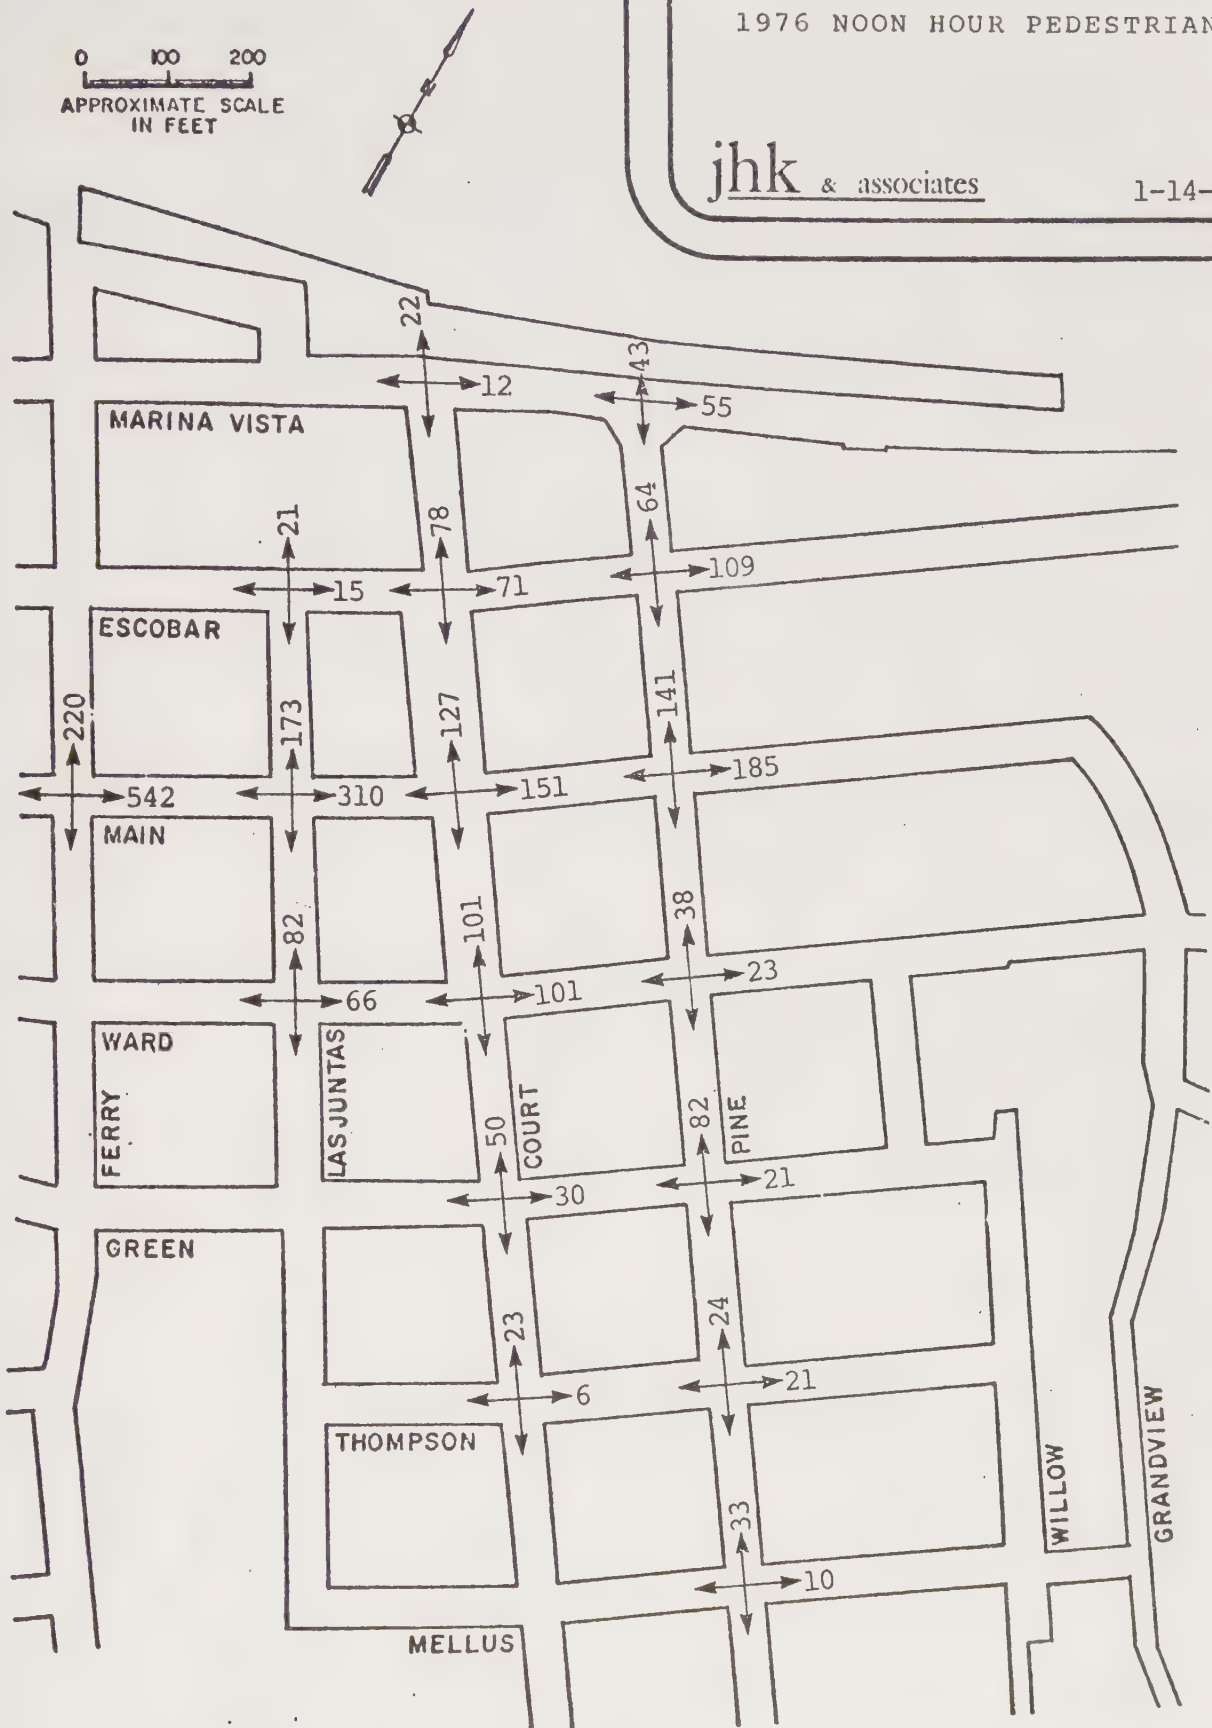 1976 NOON HOUR PEDESTRIAN
0 100 200
APPROXIMATE SCALE
IN FEET
N
jhk & associates 1-14-
22
43
12
55
MARINA VISTA
64
21
78
109
15
71
ESCOBAR
220
173
127
141
542
310
151
185
MAIN
82
101
38
66
101
23
WARD
FERRY
LAS JUNTAS
COURT
PINE
50
82
30
21
GREEN
23
24
6
21
THOMPSON
WILLOW
GRANDVIEW
33
10
MELLUS